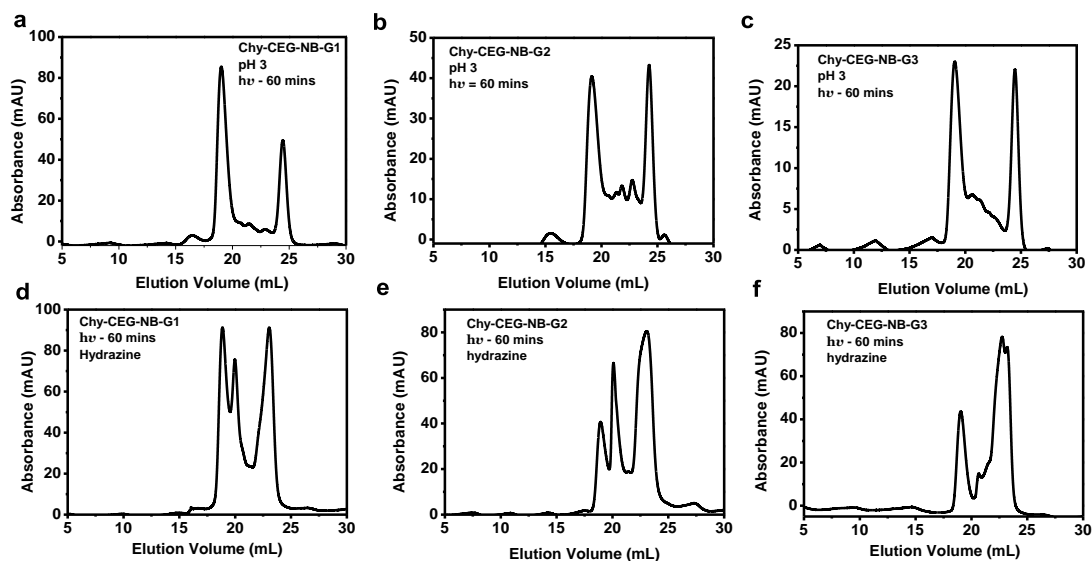 a
Chy-CEG-NB-G1
pH 3
hν - 60 mins
Absorbance (mAU)
100
80
60
40
20
0
5 10 15 20 25 30
Elution Volume (mL)
b
Chy-CEG-NB-G2
pH 3
hν = 60 mins
Absorbance (mAU)
50
40
30
20
10
0
5 10 15 20 25 30
Elution Volume (mL)
c
Chy-CEG-NB-G3
pH 3
hν - 60 mins
Absorbance (mAU)
25
20
15
10
5
0
5 10 15 20 25 30
Elution Volume (mL)
d
Chy-CEG-NB-G1
hν - 60 mins
Hydrazine
Absorbance (mAU)
100
80
60
40
20
0
5 10 15 20 25 30
Elution Volume (mL)
e
Chy-CEG-NB-G2
hν - 60 mins
hydrazine
Absorbance (mAU)
80
60
40
20
0
5 10 15 20 25 30
Elution Volume (mL)
f
Chy-CEG-NB-G3
hν - 60 mins
hydrazine
Absorbance (mAU)
80
60
40
20
0
5 10 15 20 25 30
Elution Volume (mL)